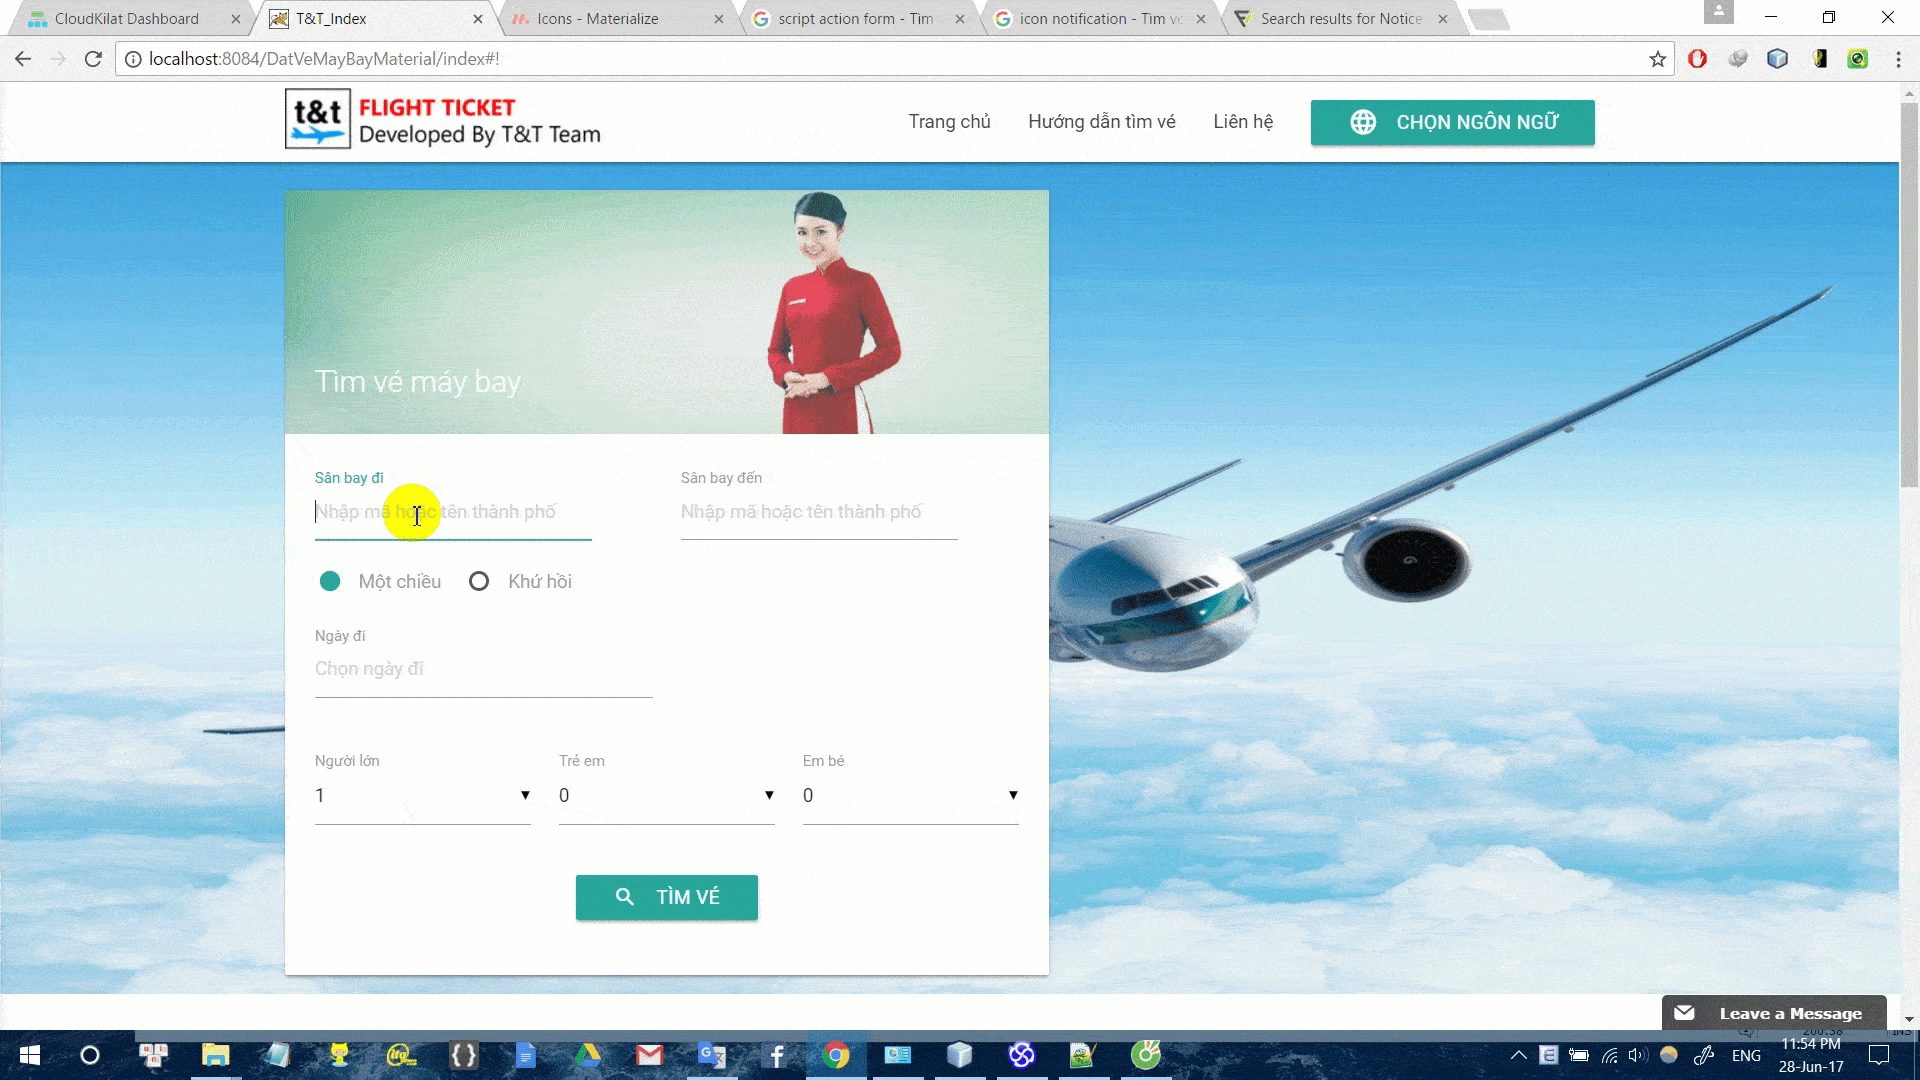 CloudKilat Dashboard
T&T_Index
Icons - Materialize
script action form - Tìm
icon notification - Tìm vớ
Search results for Notice
localhost:8084/DatVeMayBayMaterial/index#!
t&t
FLIGHT TICKET
Developed By T&T Team
Trang chủ
Hướng dẫn tìm vé
Liên hệ
CHỌN NGÔN NGỮ
Tìm vé máy bay
Sân bay đi
Sân bay đến
Nhập mã hoặc tên thành phố
Nhập mã hoặc tên thành phố
Một chiều
Khứ hồi
Ngày đi
Chọn ngày đi
Người lớn
Trẻ em
Em bé
1
0
0
TÌM VÉ
Leave a Message
ENG
11:54 PM
28-Jun-17